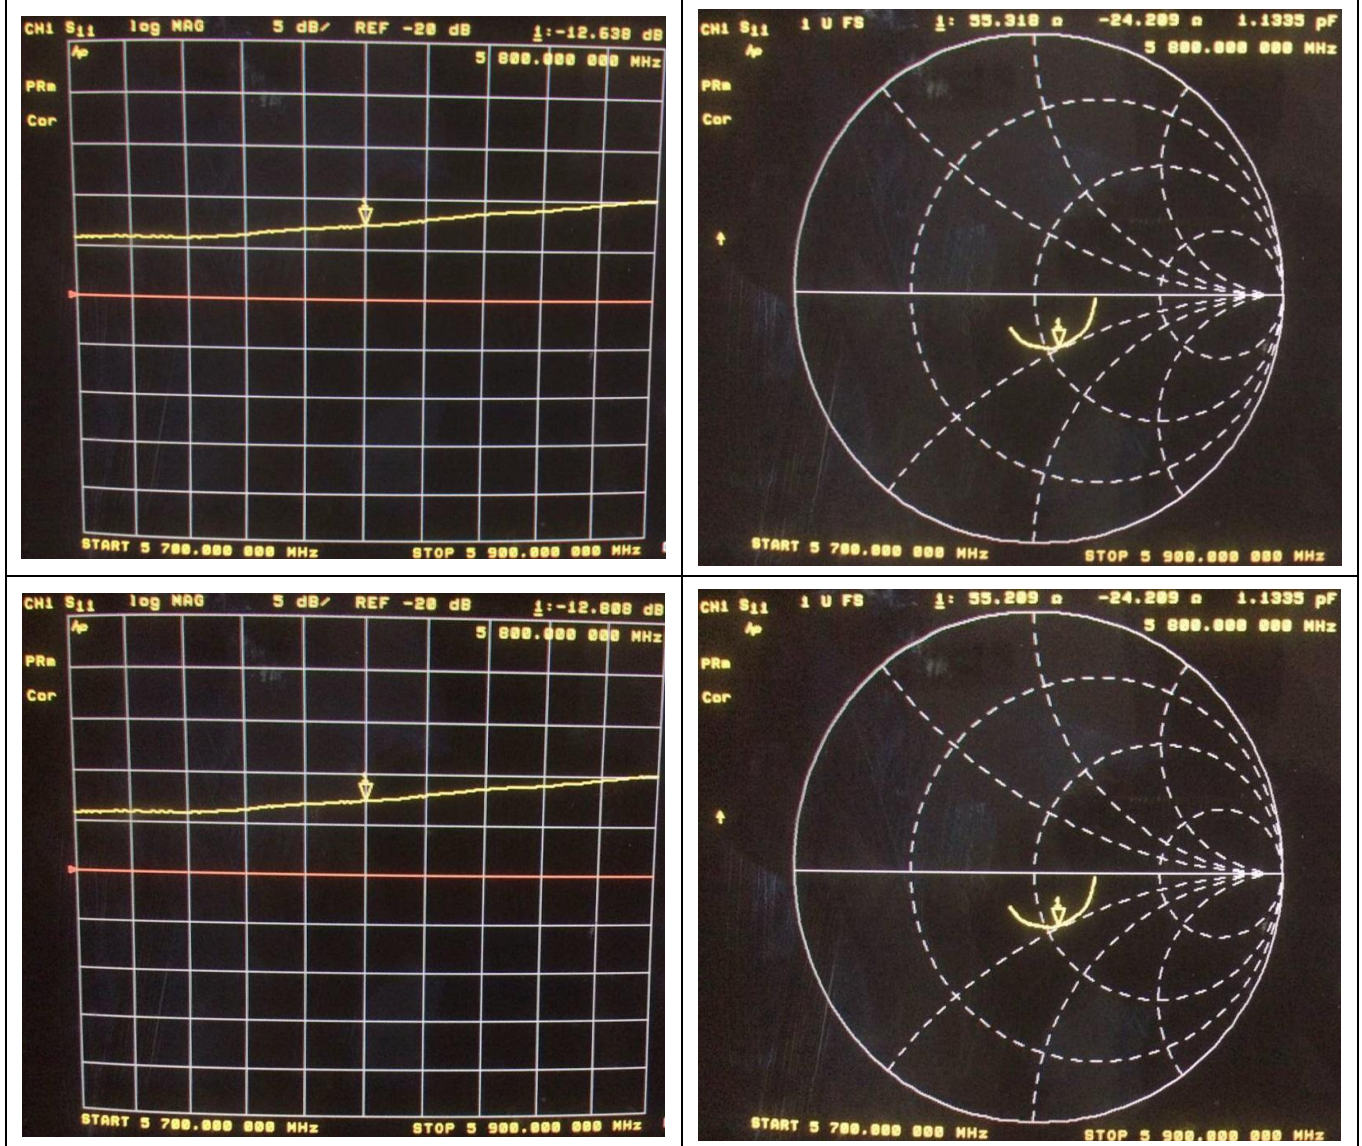 CH1 S11 log MAG 5 dB/ REF -20 dB 1:-12.638 dB
Ap
5 800.000 000 MHz
PRm
Cor
START 5 700.000 000 MHz STOP 5 900.000 000 MHz
CH1 S11 1 U FS 1: 55.318 Ω -24.209 Ω 1.1335 pF
Ap
5 800.000 000 MHz
PRm
Cor
1
START 5 700.000 000 MHz STOP 5 900.000 000 MHz
CH1 S11 log MAG 5 dB/ REF -20 dB 1:-12.808 dB
Ap
5 800.000 000 MHz
PRm
Cor
START 5 700.000 000 MHz STOP 5 900.000 000 MHz
CH1 S11 1 U FS 1: 55.209 Ω -24.209 Ω 1.1335 pF
Ap
5 800.000 000 MHz
PRm
Cor
1
START 5 700.000 000 MHz STOP 5 900.000 000 MHz